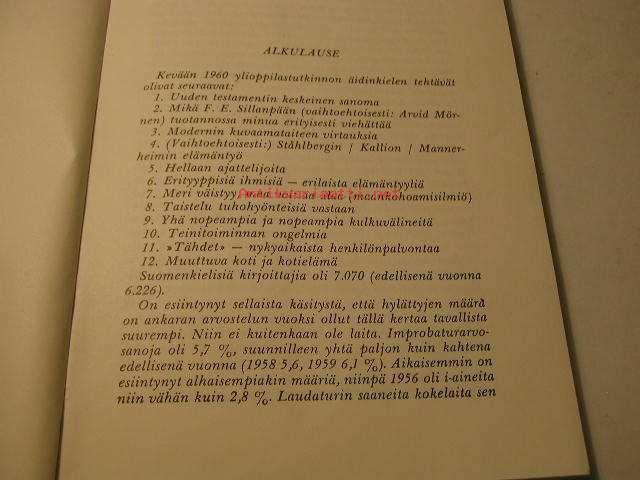 ALKULAUSE
Kevään 1960 ylioppilastutkinnon äidinkielen tehtävät
olivat seuraavat:
1. Uuden testamentin keskeinen sanoma
2. Mikä F. E. Sillanpään (vaihtoehtoisesti: Arvid Mör-
nen) tuotannossa minua erityisesti viehättää
3. Modernin kuvaamataiteen virtauksia
4. (Vaihtoehtoisesti:) Ståhlbergin / Kallion / Manner-
heimin elämäntyö
5. Hellaan ajattelijoita
6. Erityyppisiä ihmisiä — erilaista elämäntyyliä
7. Meri väistyy, maa voittaa alaa (maankohoamisilmiö)
8. Taistelu tuhohyönteisiä vastaan
9. Yhä nopeampia ja nopeampia kulkuvälineitä
10. Teinitoiminnan ongelmia
11. »Tähdet» — nykyaikaista henkilönpalvontaa
12. Muuttuva koti ja kotielämä
Suomenkielisiä kirjoittajia oli 7.070 (edellisenä vuonna
6.226).
On esiintynyt sellaista käsitystä, että hylättyjen määrä
on ankaran arvostelun vuoksi ollut tällä kertaa tavallista
suurempi. Niin ei kuitenkaan ole laita. Improbaturarvo-
sanoja oli 5,7 %, suunnilleen yhtä paljon kuin kahtena
edellisenä vuonna (1958 5,6, 1959 6,1 %). Aikaisemmin on
esiintynyt alhaisempiakin määriä, niinpä 1956 oli i-aineita
niin vähän kuin 2,8 %. Laudaturin saaneita kokelaita sen